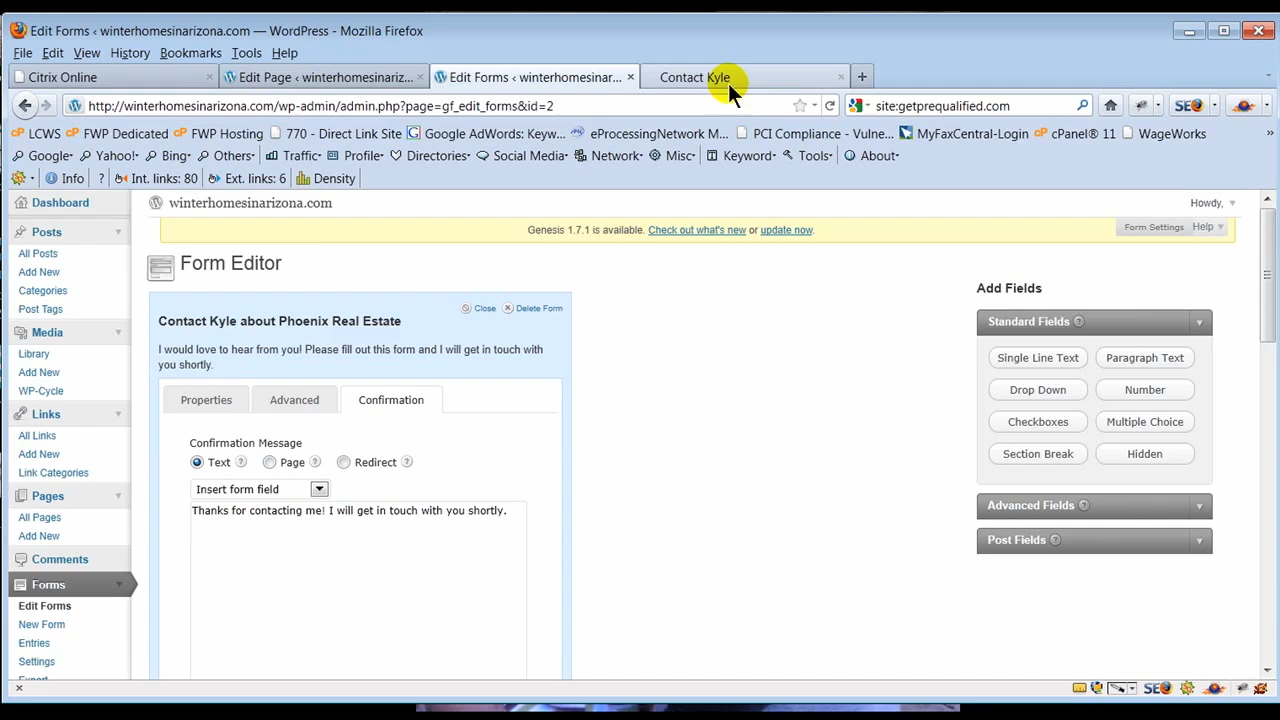 Edit Forms ‹ winterhomesinarizona.com — WordPress - Mozilla Firefox
File Edit View History Bookmarks Tools Help
Citrix Online
Edit Page ‹ winterhomesinariz...
Edit Forms ‹ winterhomesinar...
Contact Kyle
http://winterhomesinarizona.com/wp-admin/admin.php?page=gf_edit_forms&id=2
site:getprequalified.com
SEO
LCWS FWP Dedicated FWP Hosting 770 - Direct Link Site Google AdWords: Keyw... eProcessingNetwork M... PCI Compliance - Vulne... MyFaxCentral-Login cPanel® 11 WageWorks
Google Yahoo! Bing Others Traffic Profile Directories Social Media Network Misc Keyword Tools About
Info ? Int. links: 80 Ext. links: 6 Density
winterhomesinarizona.com
Howdy,
Genesis 1.7.1 is available. Check out what's new or update now.
Form Settings Help
Dashboard
Posts
All Posts
Add New
Categories
Post Tags
Media
Library
Add New
WP-Cycle
Links
All Links
Add New
Link Categories
Pages
All Pages
Add New
Comments
Forms
Edit Forms
New Form
Entries
Settings
Form Editor
Close Delete Form
Contact Kyle about Phoenix Real Estate
I would love to hear from you! Please fill out this form and I will get in touch with
you shortly.
Properties Advanced Confirmation
Confirmation Message
Text ? Page ? Redirect ?
Insert form field
Thanks for contacting me! I will get in touch with you shortly.
Add Fields
Standard Fields ?
Single Line Text Paragraph Text
Drop Down Number
Checkboxes Multiple Choice
Section Break Hidden
Advanced Fields ?
Post Fields ?
SEO